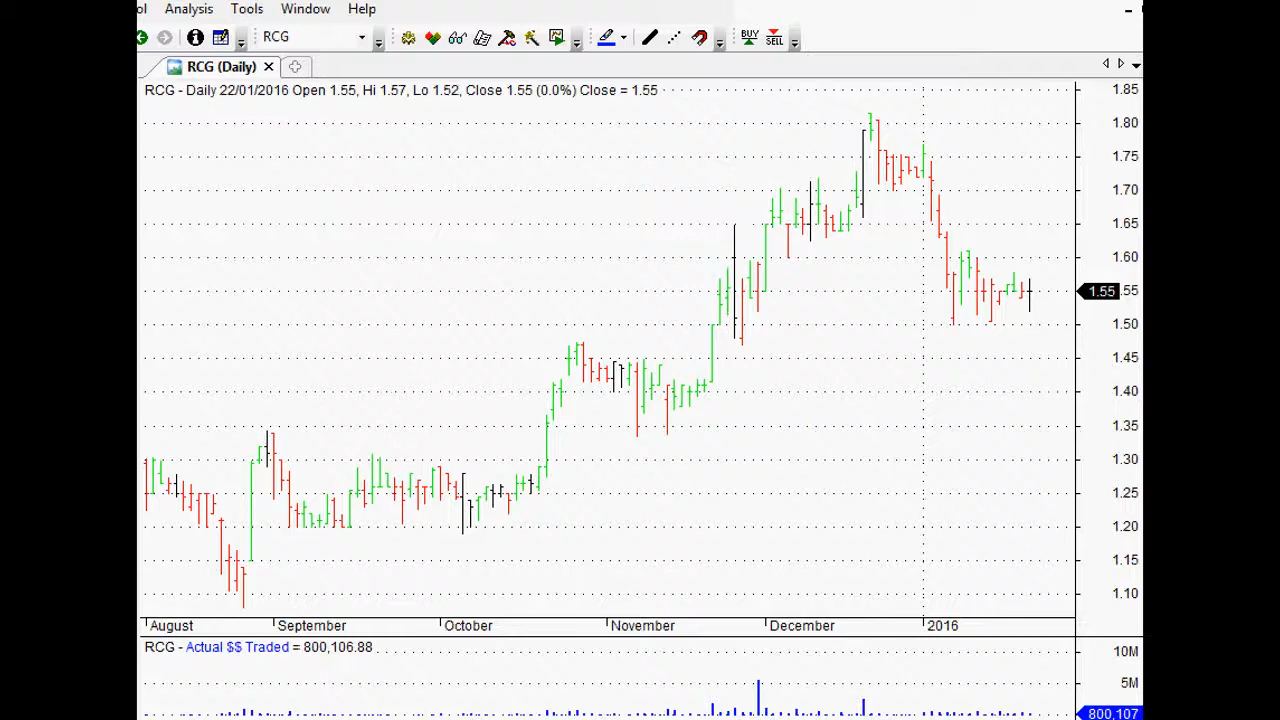 ol Analysis Tools Window Help
RCG BUY SELL
RCG (Daily)
RCG - Daily 22/01/2016 Open 1.55, Hi 1.57, Lo 1.52, Close 1.55 (0.0%) Close = 1.55
1.85
1.80
1.75
1.70
1.65
1.60
1.55 .55
1.50
1.45
1.40
1.35
1.30
1.25
1.20
1.15
1.10
August September October November December 2016
RCG - Actual $$ Traded = 800,106.88
10M
5M
800,107